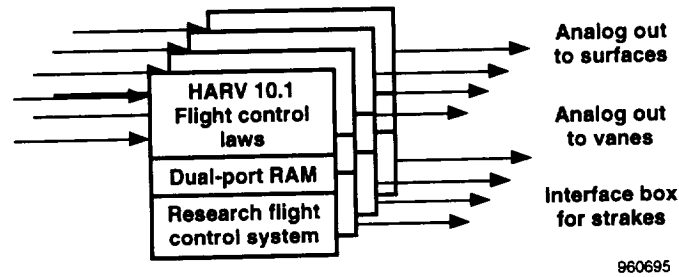 HARV 10.1
Flight control
laws
Dual-port RAM
Research flight
control system
Analog out
to surfaces
Analog out
to vanes
Interface box
for strakes
960695